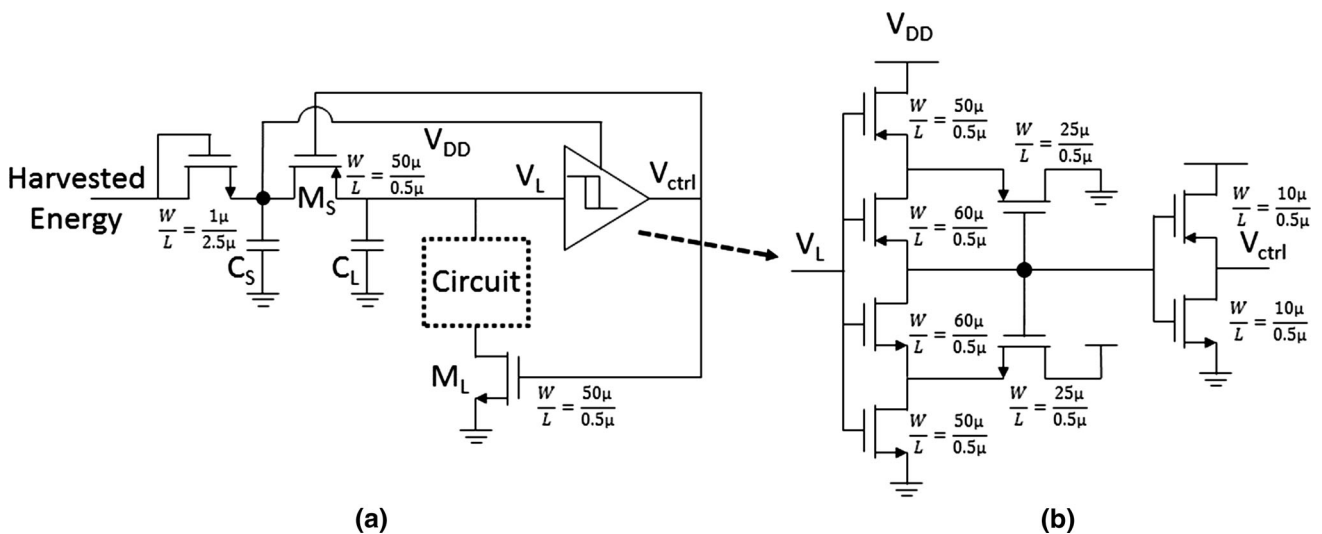 Harvested
Energy
W/L = 1μ/2.5μ
C_S
M_S
W/L = 50μ/0.5μ
V_DD
C_L
V_L
V_ctrl
Circuit
M_L
W/L = 50μ/0.5μ
(a)
V_DD
V_L
W/L = 50μ/0.5μ
W/L = 25μ/0.5μ
W/L = 60μ/0.5μ
W/L = 60μ/0.5μ
W/L = 25μ/0.5μ
W/L = 50μ/0.5μ
W/L = 10μ/0.5μ
V_ctrl
W/L = 10μ/0.5μ
(b)